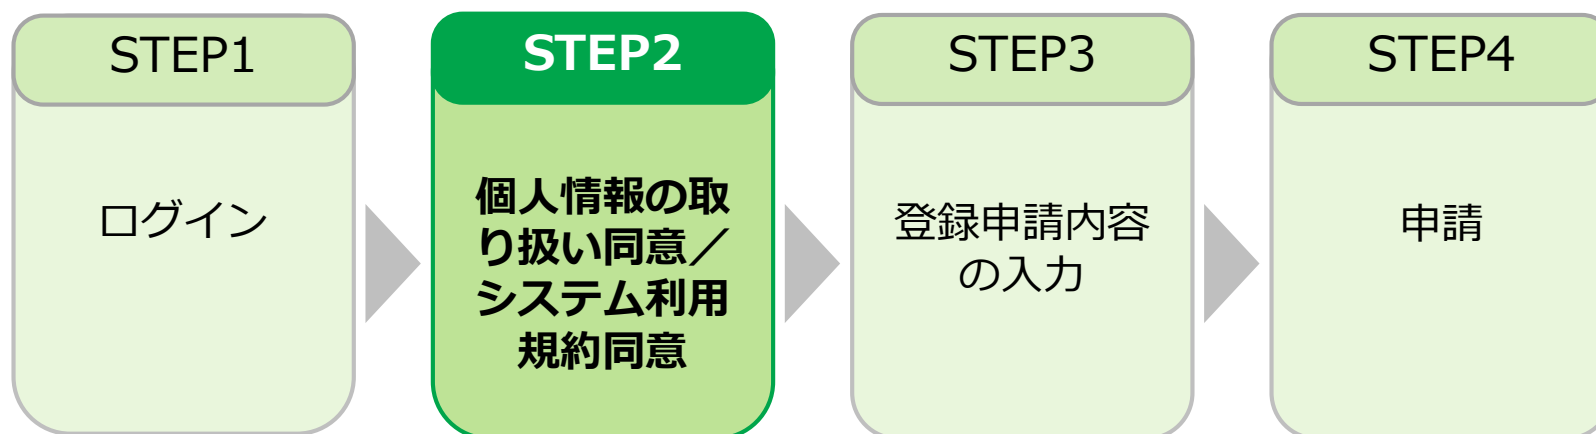 STEP1
ログイン
STEP2
個人情報の取
り扱い同意／
システム利用
規約同意
STEP3
登録申請内容
の入力
STEP4
申請